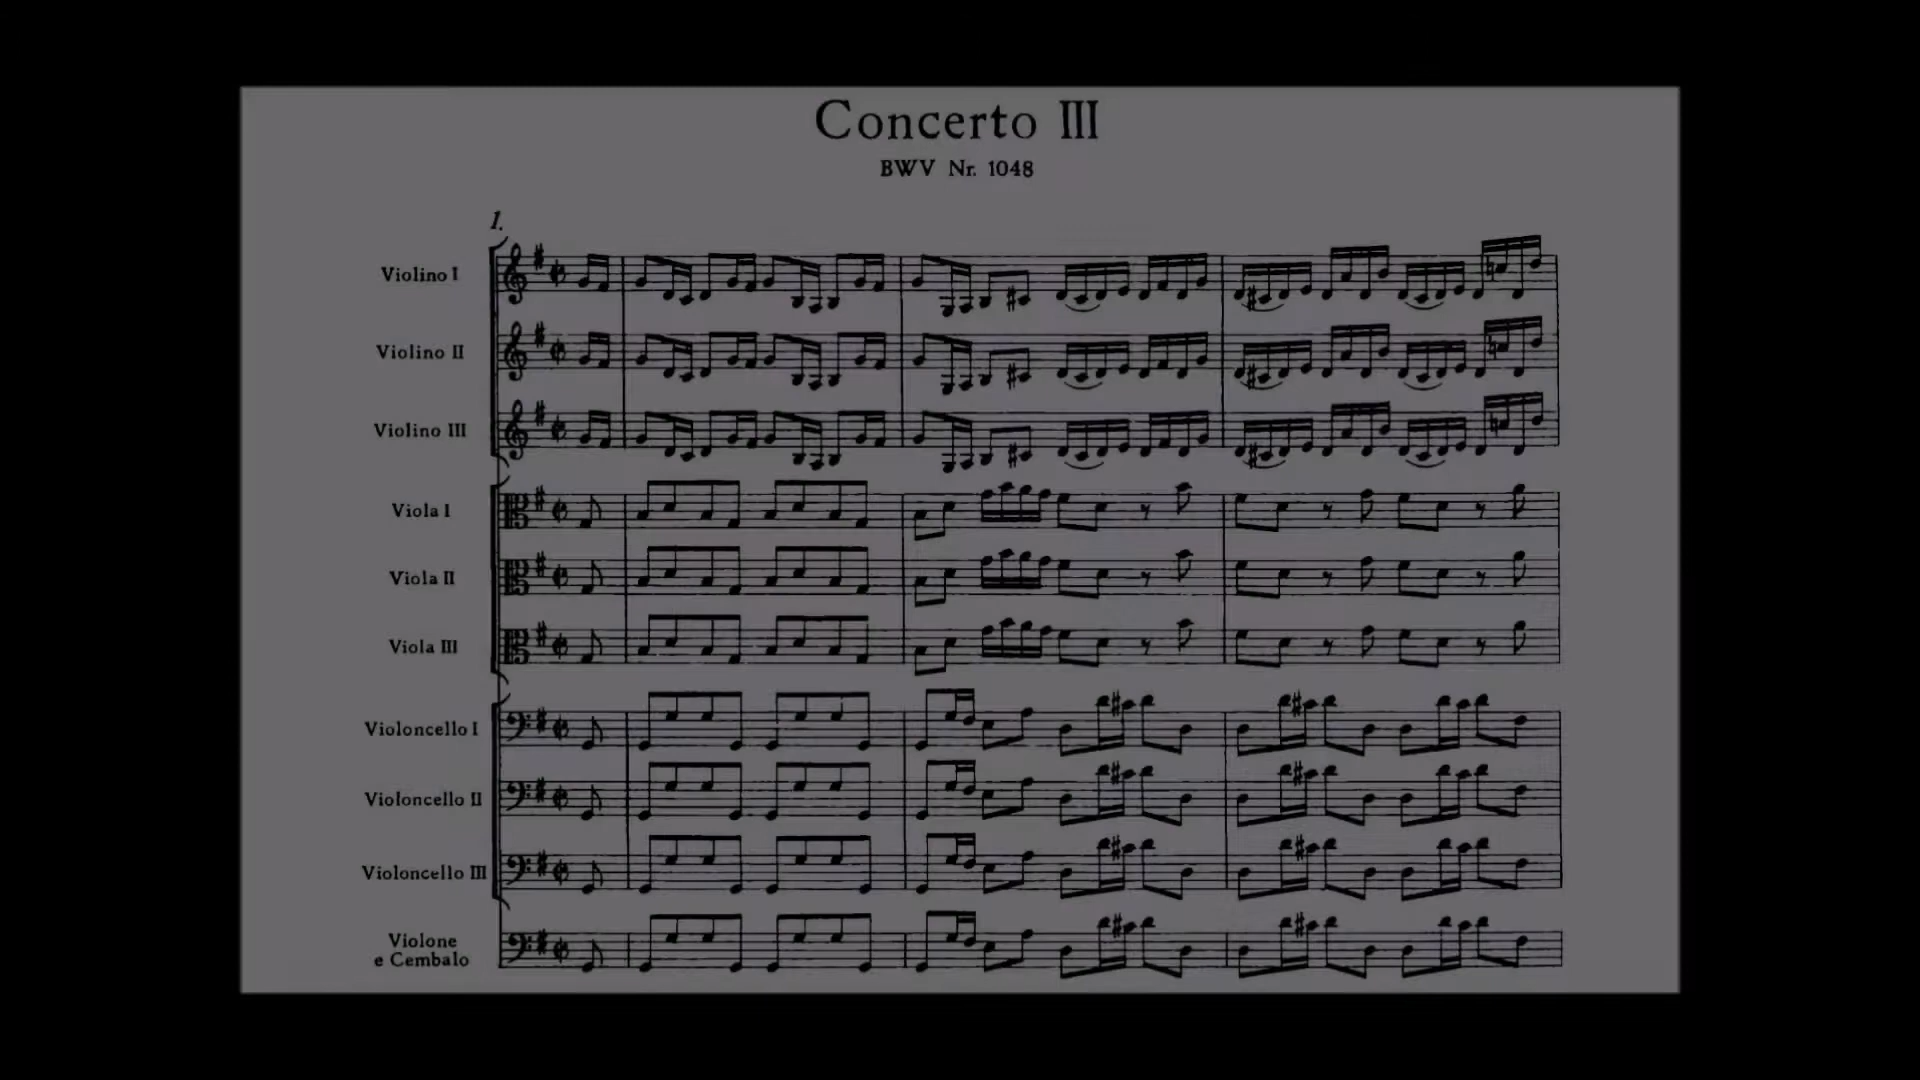 Concerto III
BWV Nr. 1048
1.
Violino I
Violino II
Violino III
Viola I
Viola II
Viola III
Violoncello I
Violoncello II
Violoncello III
Violone
e Cembalo